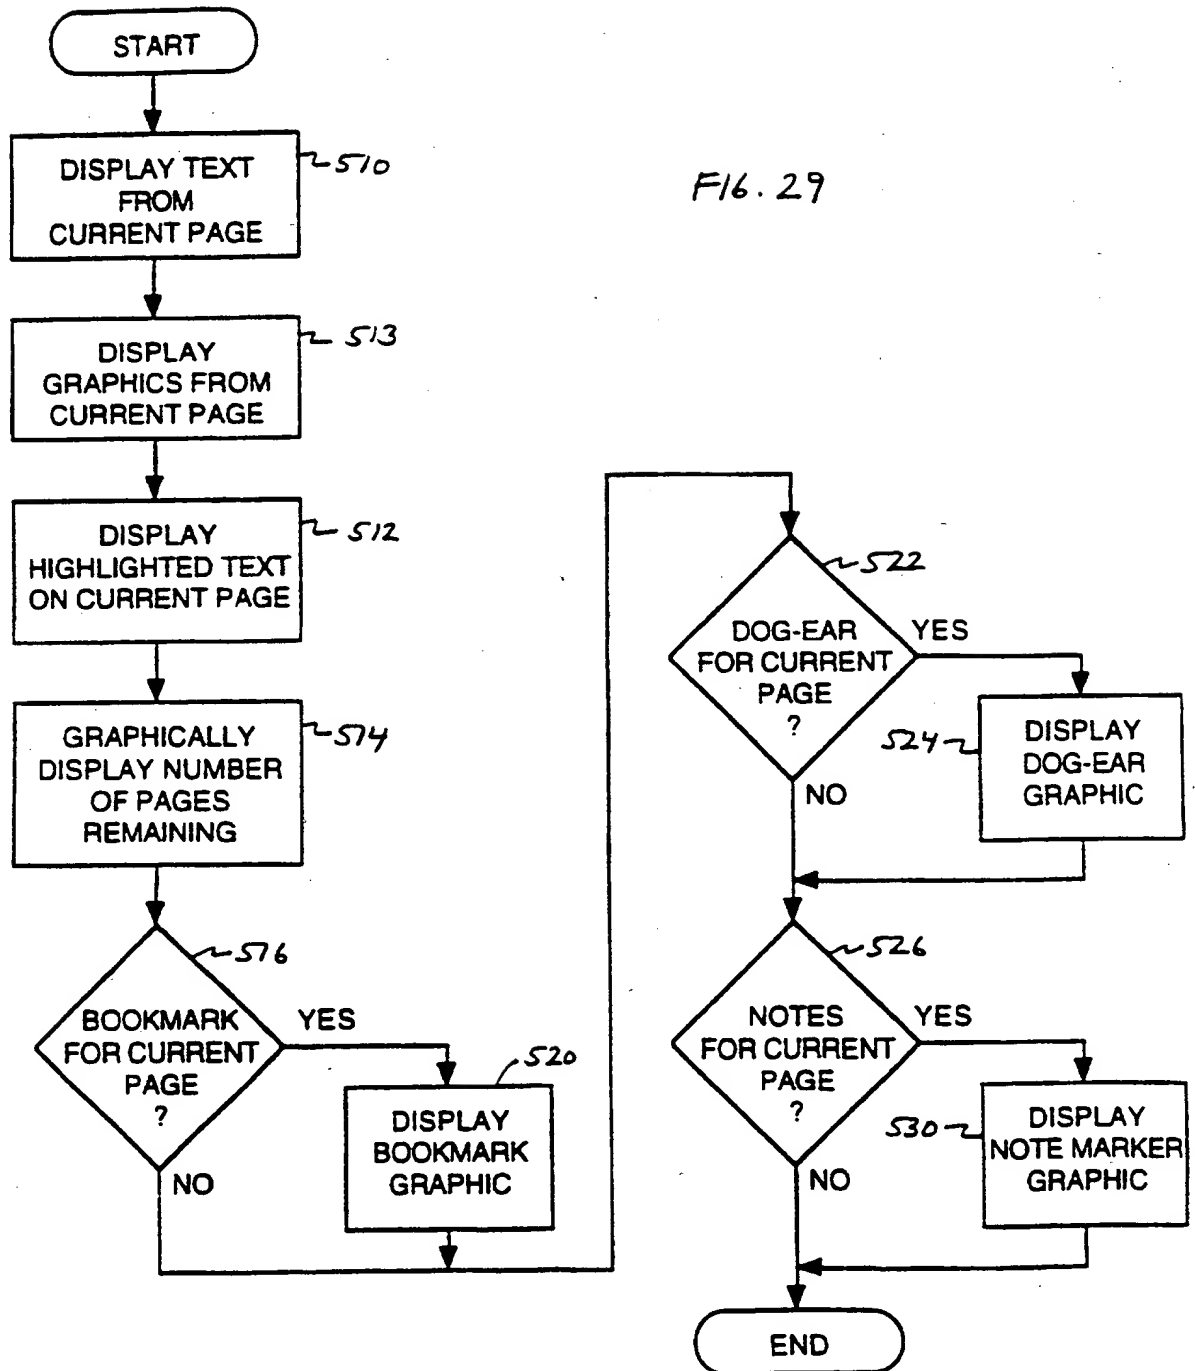 START
DISPLAY TEXT
FROM
CURRENT PAGE
510
FIG. 29
DISPLAY
GRAPHICS FROM
CURRENT PAGE
513
DISPLAY
HIGHLIGHTED TEXT
ON CURRENT PAGE
512
GRAPHICALLY
DISPLAY NUMBER
OF PAGES
REMAINING
514
BOOKMARK
FOR CURRENT
PAGE
?
516
YES
NO
DISPLAY
BOOKMARK
GRAPHIC
520
DOG-EAR
FOR CURRENT
PAGE
?
522
YES
NO
DISPLAY
DOG-EAR
GRAPHIC
524
NOTES
FOR CURRENT
PAGE
?
526
YES
NO
DISPLAY
NOTE MARKER
GRAPHIC
530
END